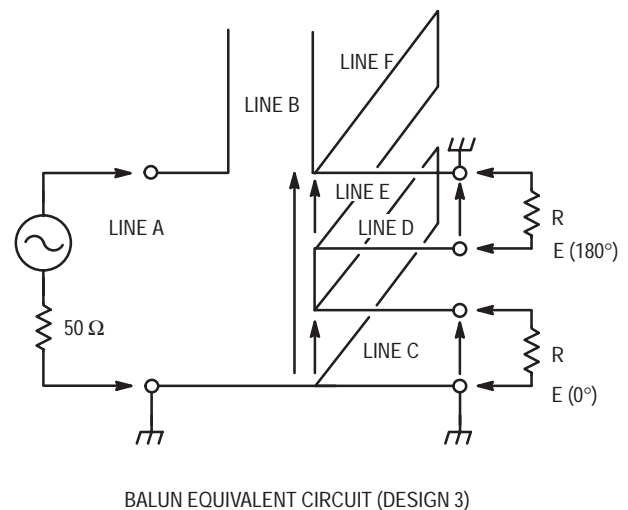 LINE F
LINE B
LINE E
LINE A
LINE D
R
E (180°)
50 Ω
LINE C
R
E (0°)
BALUN EQUIVALENT CIRCUIT (DESIGN 3)